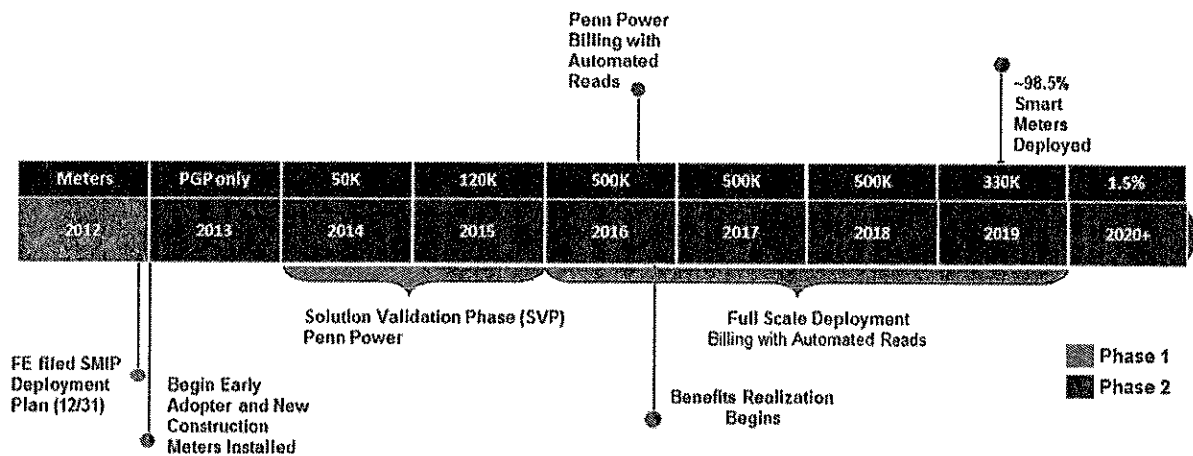 Penn Power
Billing with
Automated
Reads
~98.5%
Smart
Meters
Deployed
Meters PGP only 50K 120K 500K 500K 500K 330K 1.5%
2012 2013 2014 2015 2016 2017 2018 2019 2020+
Solution Validation Phase (SVP)
Penn Power
Full Scale Deployment
Billing with Automated Reads
FE filed SMIP
Deployment
Plan (12/31)
Begin Early
Adopter and New
Construction
Meters Installed
Benefits Realization
Begins
Phase 1
Phase 2